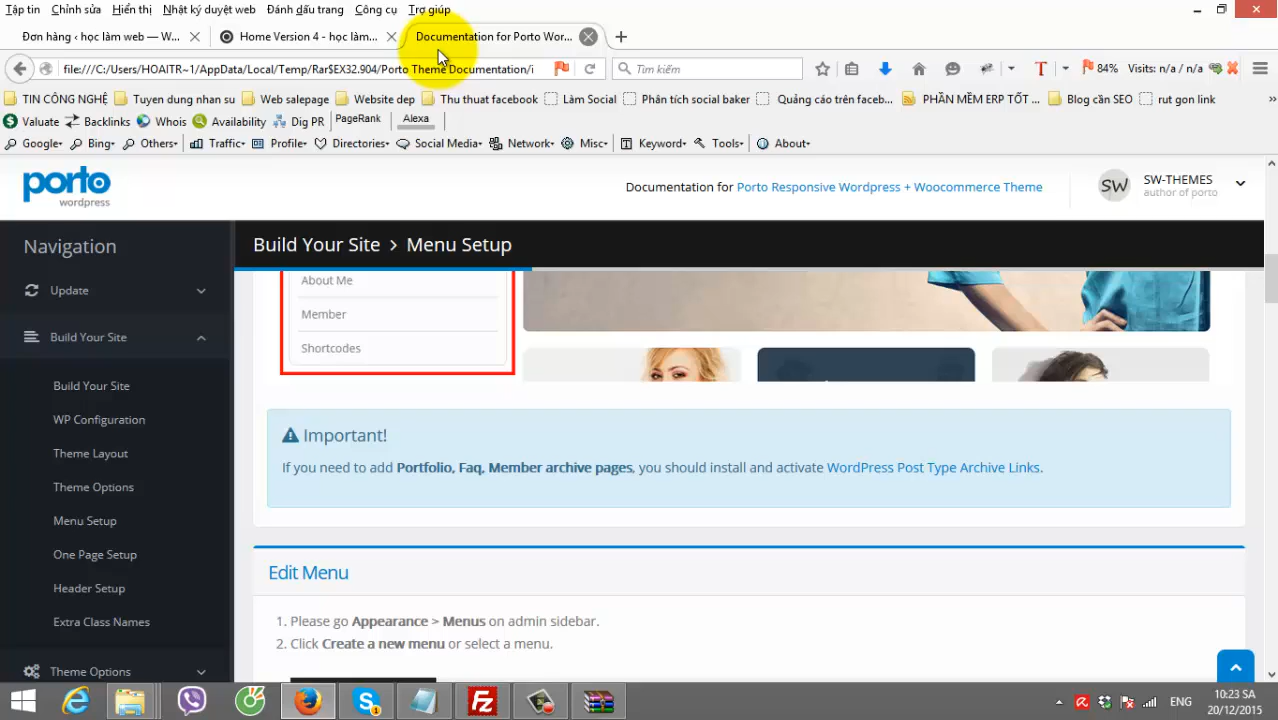 Tập tin Chỉnh sửa Hiển thị Nhật ký duyệt web Đánh dấu trang Công cụ Trợ giúp
Đơn hàng ‹ học làm web — W... Home Version 4 - học làm... Documentation for Porto Wor...
file:///C:/Users/HOAITR~1/AppData/Local/Temp/Rar$EX32.904/Porto Theme Documentation/i Tìm kiếm T 84% Visits: n/a / n/a
TIN CÔNG NGHỆ Tuyen dung nhan su Web salepage Website dep Thu thuat facebook Làm Social Phân tích social baker Quảng cáo trên faceb... PHẦN MỀM ERP TỐT ... Blog cần SEO rut gon link »
Valuate Backlinks Whois Availability Dig PR PageRank Alexa
Google Bing Others Traffic Profile Directories Social Media Network Misc Keyword Tools About
porto
wordpress
Documentation for Porto Responsive Wordpress + Woocommerce Theme
SW SW-THEMES
author of porto
Navigation
Build Your Site > Menu Setup
Update
Build Your Site
Build Your Site
WP Configuration
Theme Layout
Theme Options
Menu Setup
One Page Setup
Header Setup
Extra Class Names
Theme Options
About Me
Member
Shortcodes
Important!
If you need to add Portfolio, Faq, Member archive pages, you should install and activate WordPress Post Type Archive Links.
Edit Menu
1. Please go Appearance > Menus on admin sidebar.
2. Click Create a new menu or select a menu.
ENG
10:23 SA
20/12/2015